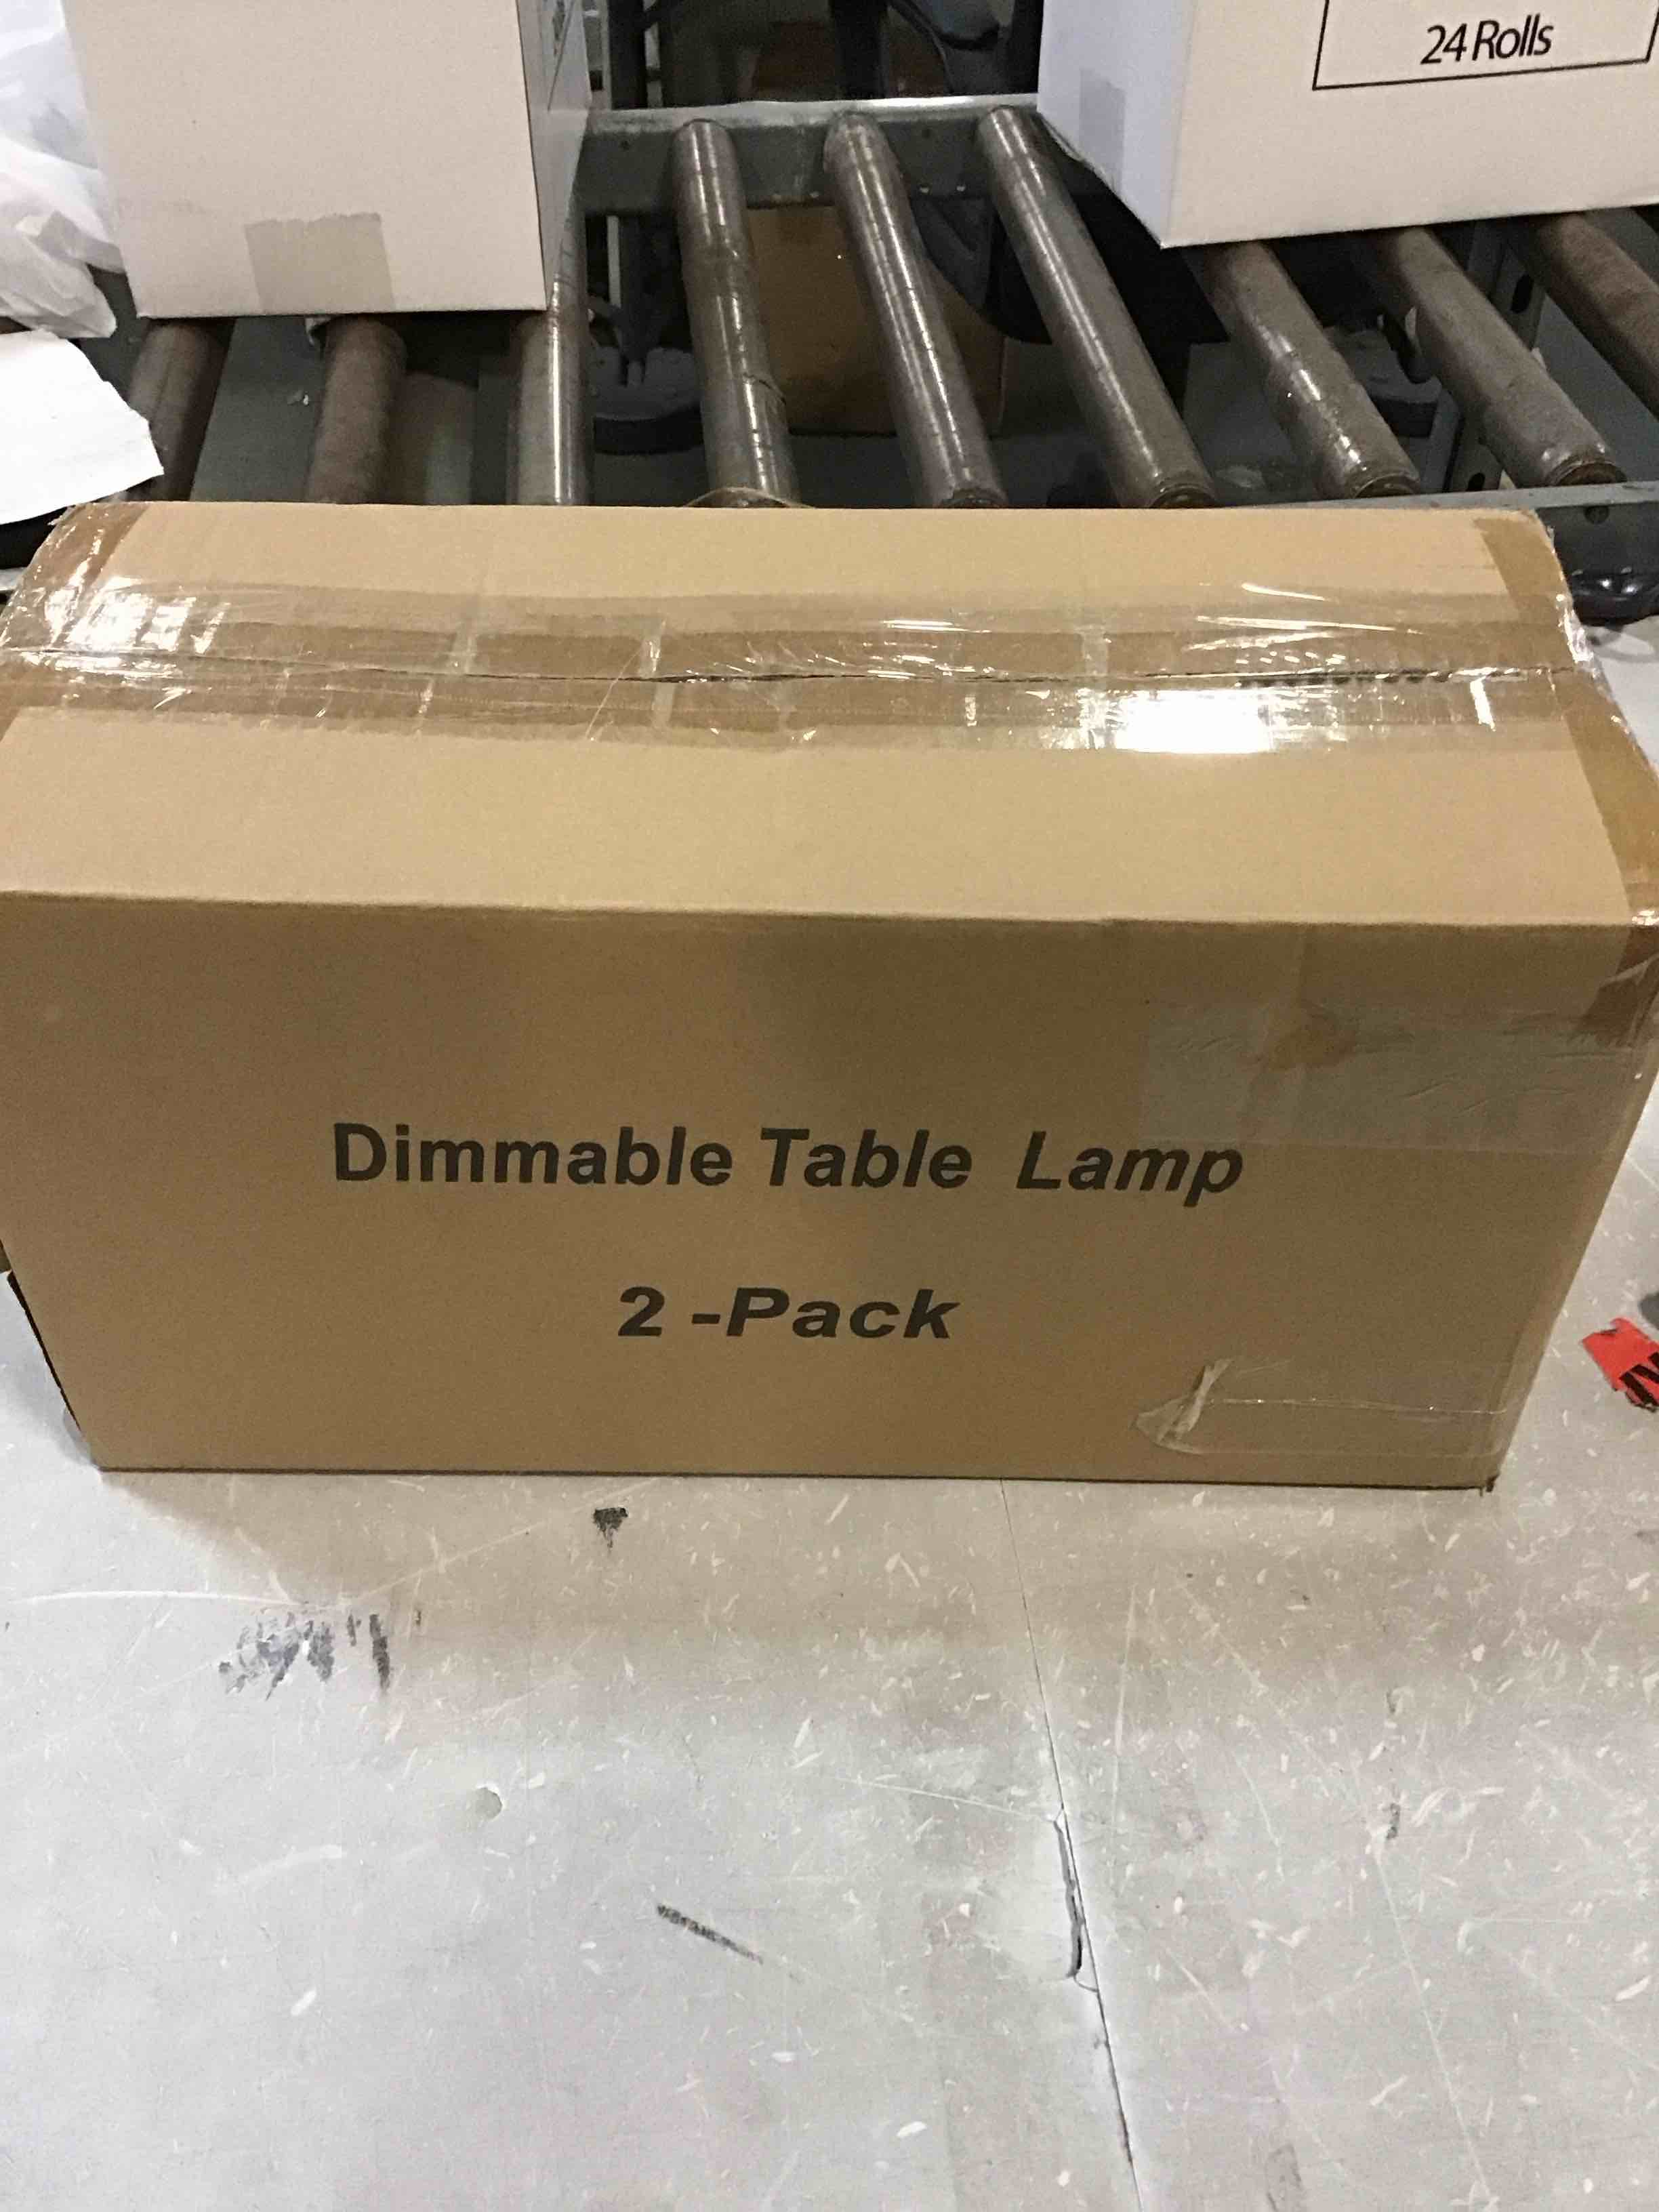 24 Rolls
Dimmable Table Lamp
2 -Pack